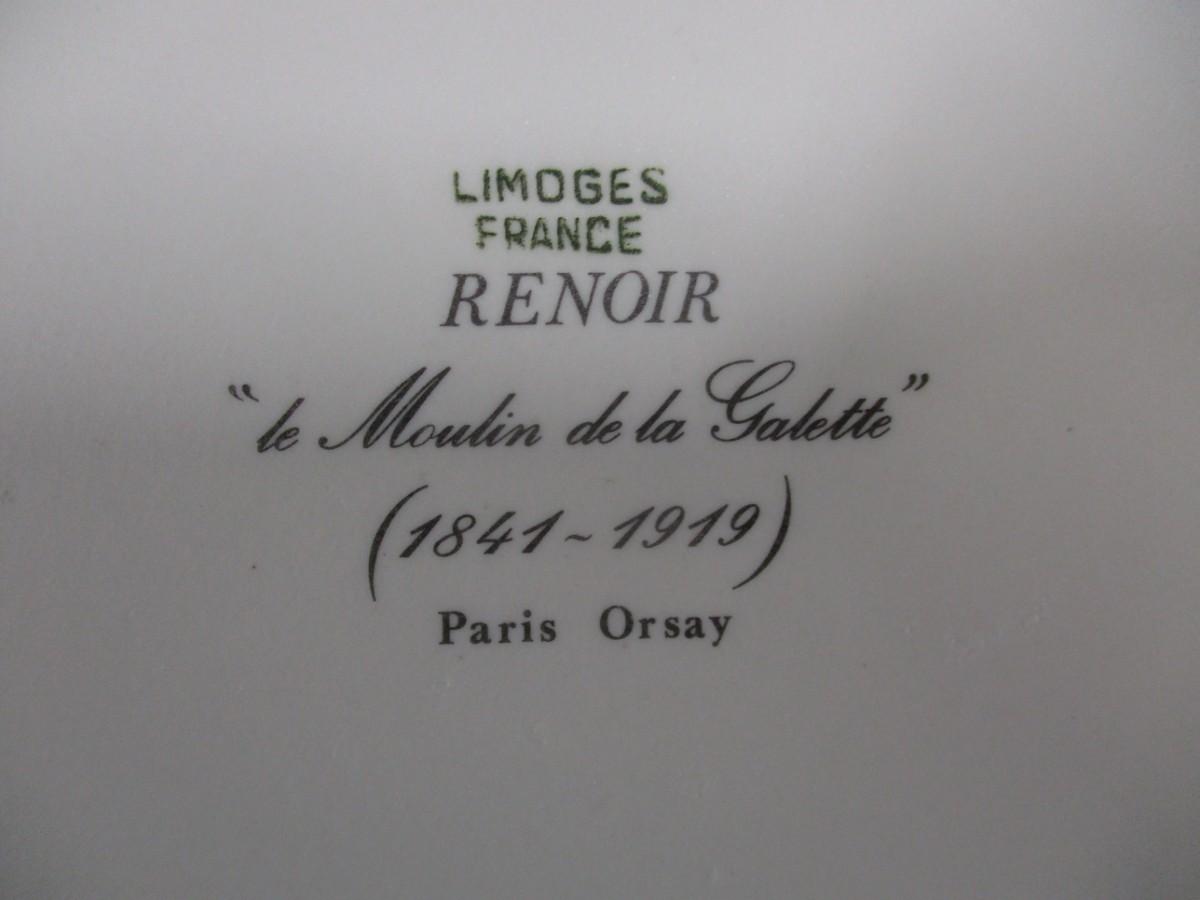 LIMOGES
FRANCE
RENOIR
“le Moulin de la Galette”
(1841~1919)
Paris Orsay